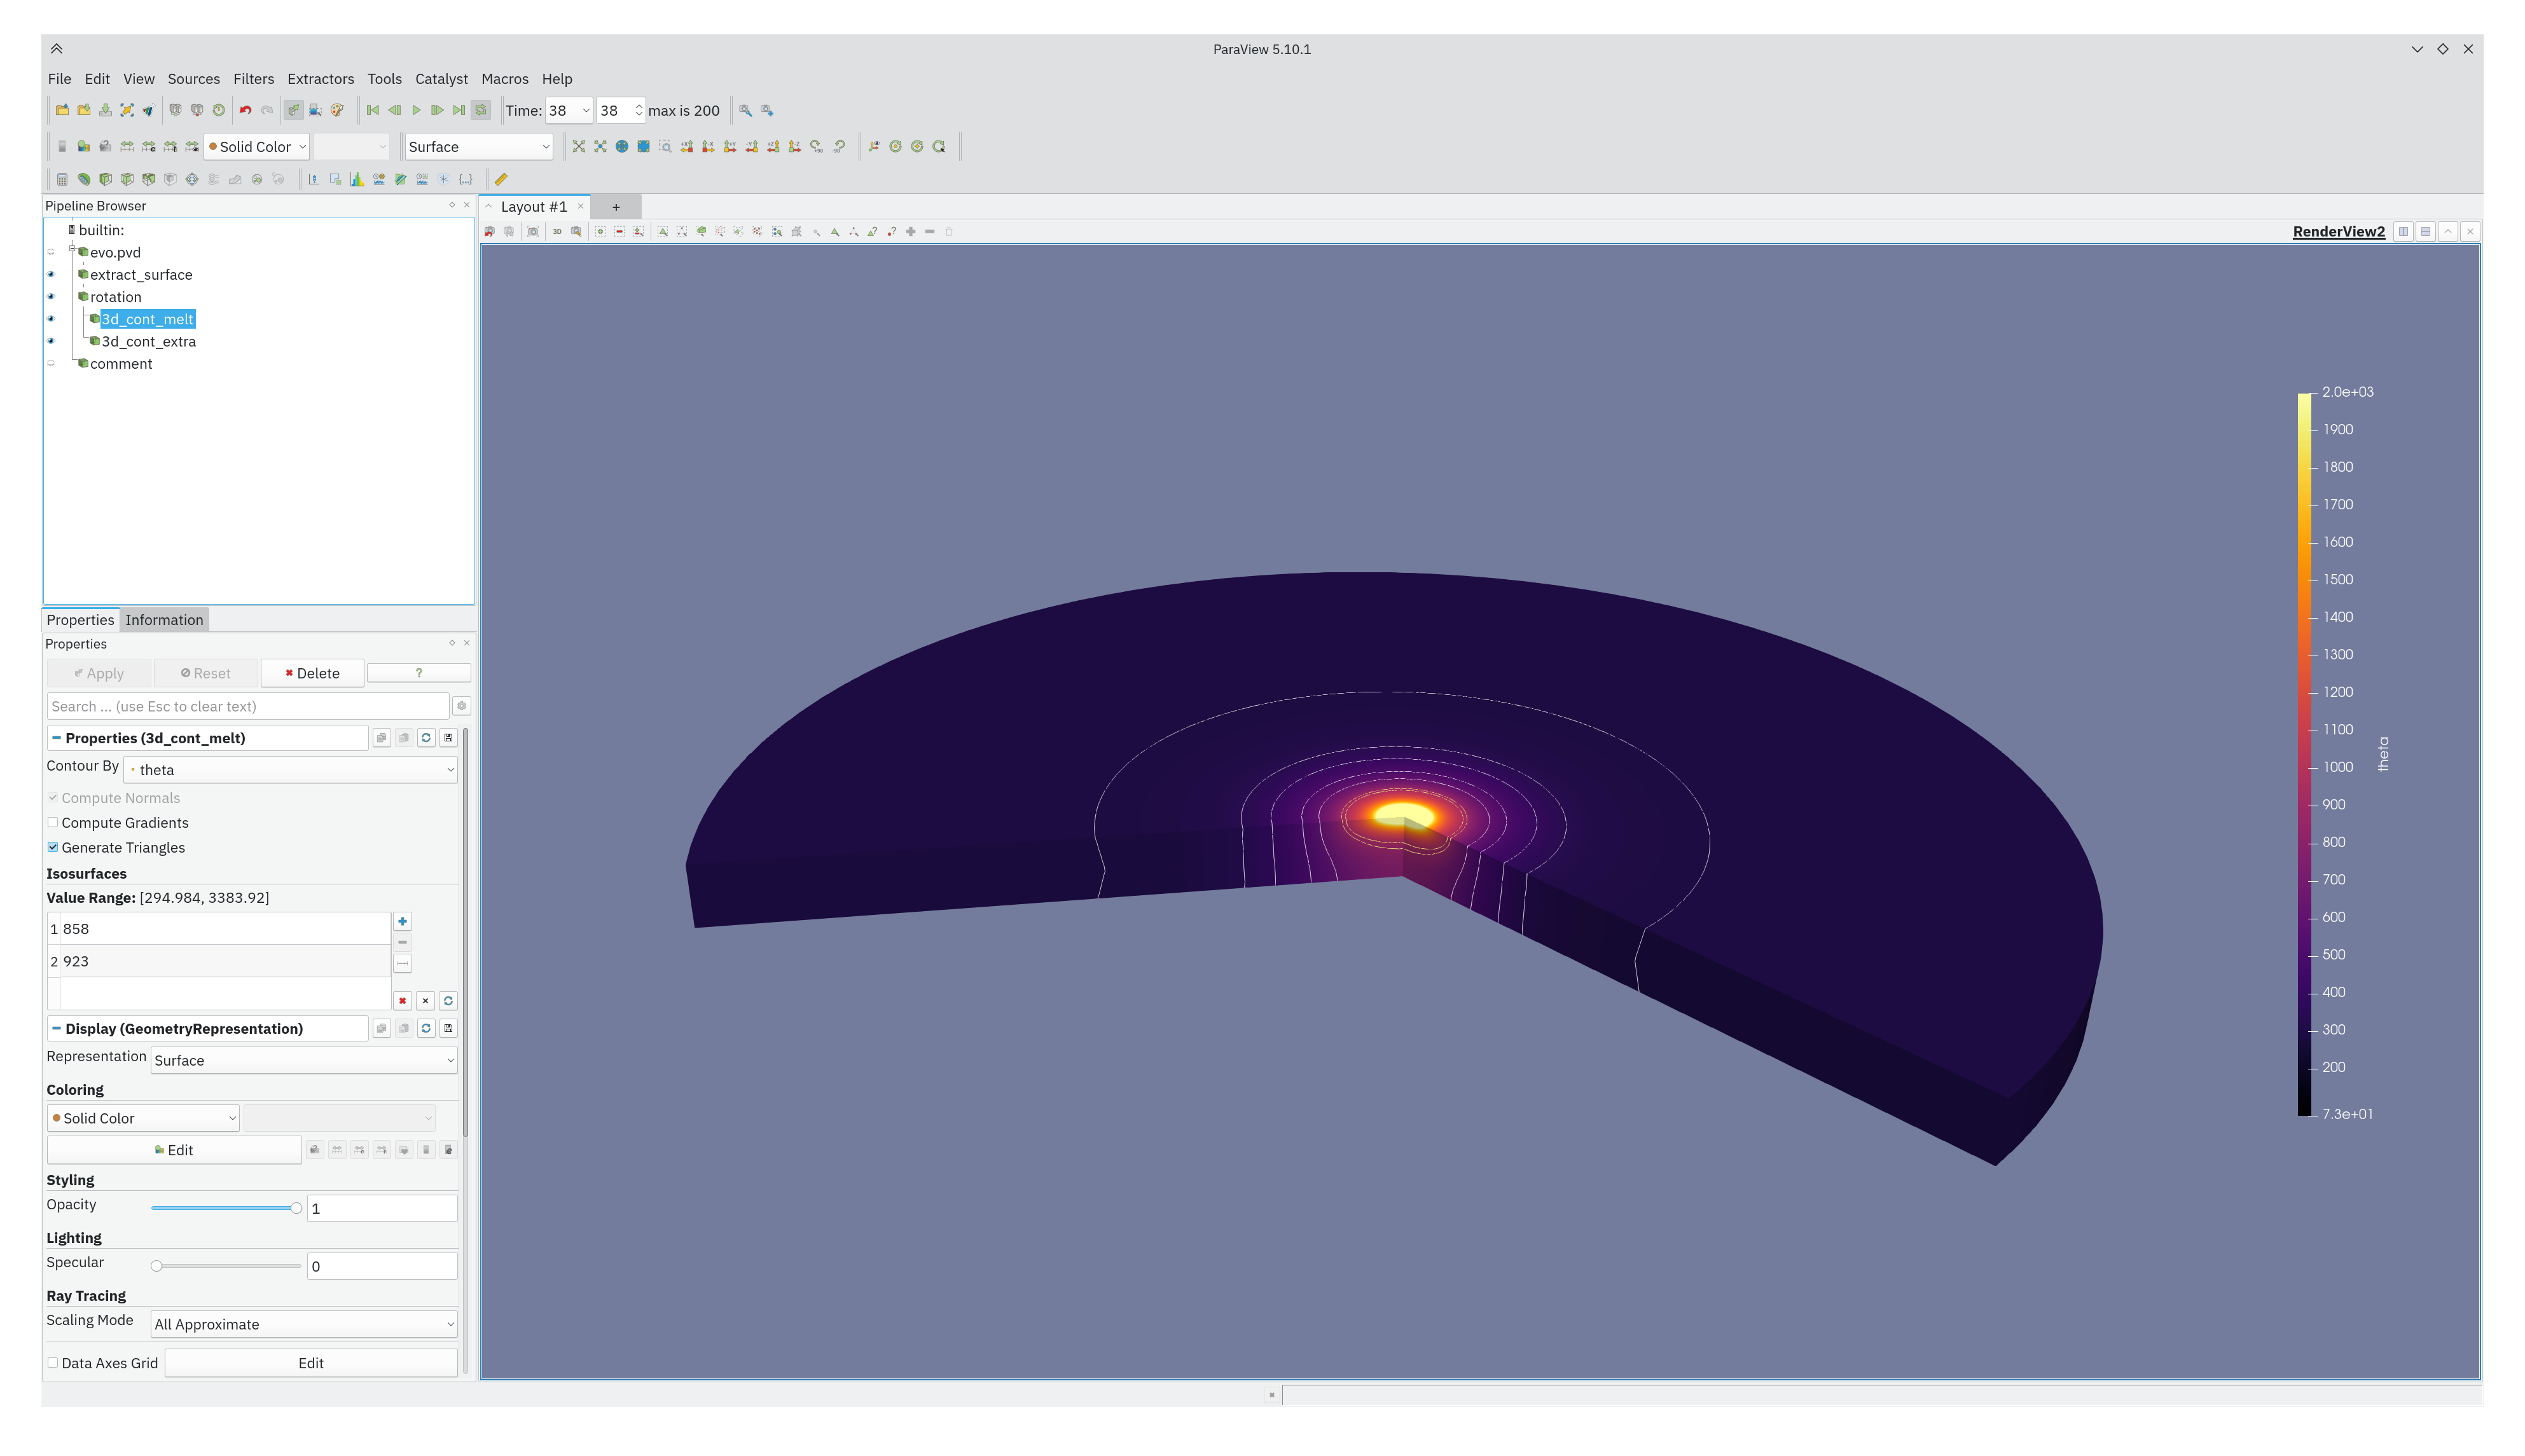 ParaView 5.10.1
File Edit View Sources Filters Extractors Tools Catalyst Macros Help
Time: 38 38 max is 200
Solid Color Surface
Pipeline Browser
Layout #1 × +
builtin:
3D
RenderView2
evo.pvd
extract_surface
rotation
3d_cont_melt
3d_cont_extra
comment
Properties Information
Properties
Apply Reset Delete ?
Search ... (use Esc to clear text)
Properties (3d_cont_melt)
Contour By theta
Compute Normals
Compute Gradients
Generate Triangles
Isosurfaces
Value Range: [294.984, 3383.92]
1 858
2 923
Display (GeometryRepresentation)
Representation Surface
Coloring
Solid Color
Edit
Styling
Opacity 1
Lighting
Specular 0
Ray Tracing
Scaling Mode All Approximate
Data Axes Grid Edit
2.0e+03
1900
1800
1700
1600
1500
1400
1300
1200
1100
1000
900
800
700
600
500
400
300
200
7.3e+01
theta